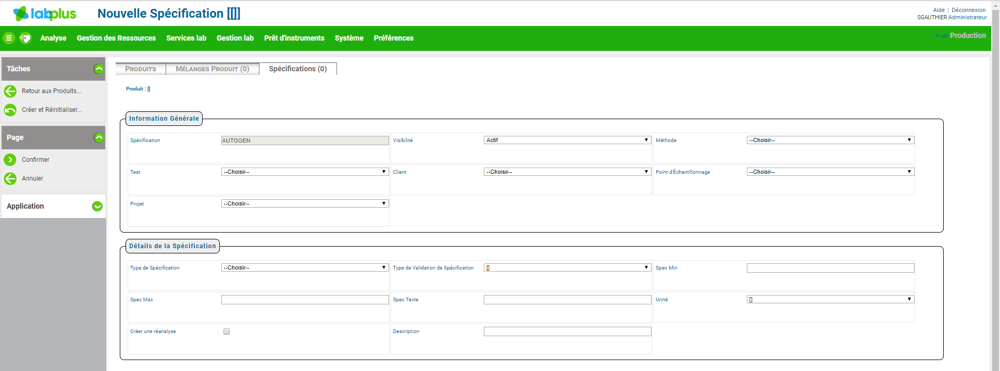 labplus
Nouvelle Spécification [[]]
Aide | Déconnexion
SGAUTHIER Administrateur
Analyse Gestion des Ressources Services lab Gestion lab Prêt d'instruments Système Préférences
Profil Production
Tâches
Retour aux Produits...
Créer et Réinitialiser...
Page
Confirmer
Annuler
Application
PRODUITS MÉLANGES PRODUIT (0) Spécifications (0)
Produit : []
Information Générale
Spécification AUTOGEN Visibilité Actif Méthode --Choisir--
Test --Choisir-- Client --Choisir-- Point d'Échantillonnage --Choisir--
Projet --Choisir--
Détails de la Spécification
Type de Spécification --Choisir-- Type de Validation de Spécification [] Spec Min
Spec Max Spec Texte Unité []
Créer une réanalyse Description